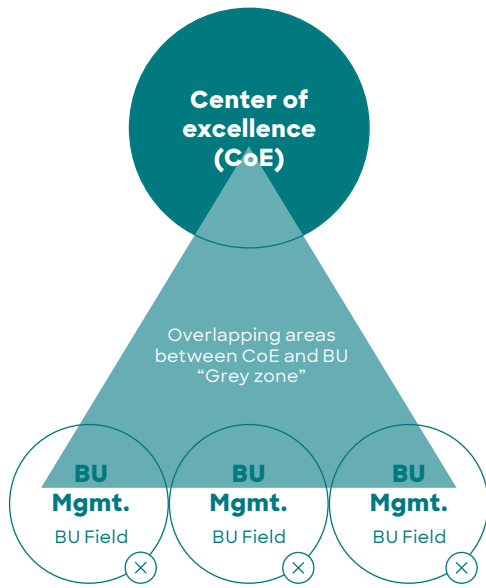 Center of
excellence
(CoE)
Overlapping areas
between CoE and BU
“Grey zone”
BU
Mgmt.
BU Field
BU
Mgmt.
BU Field
BU
Mgmt.
BU Field